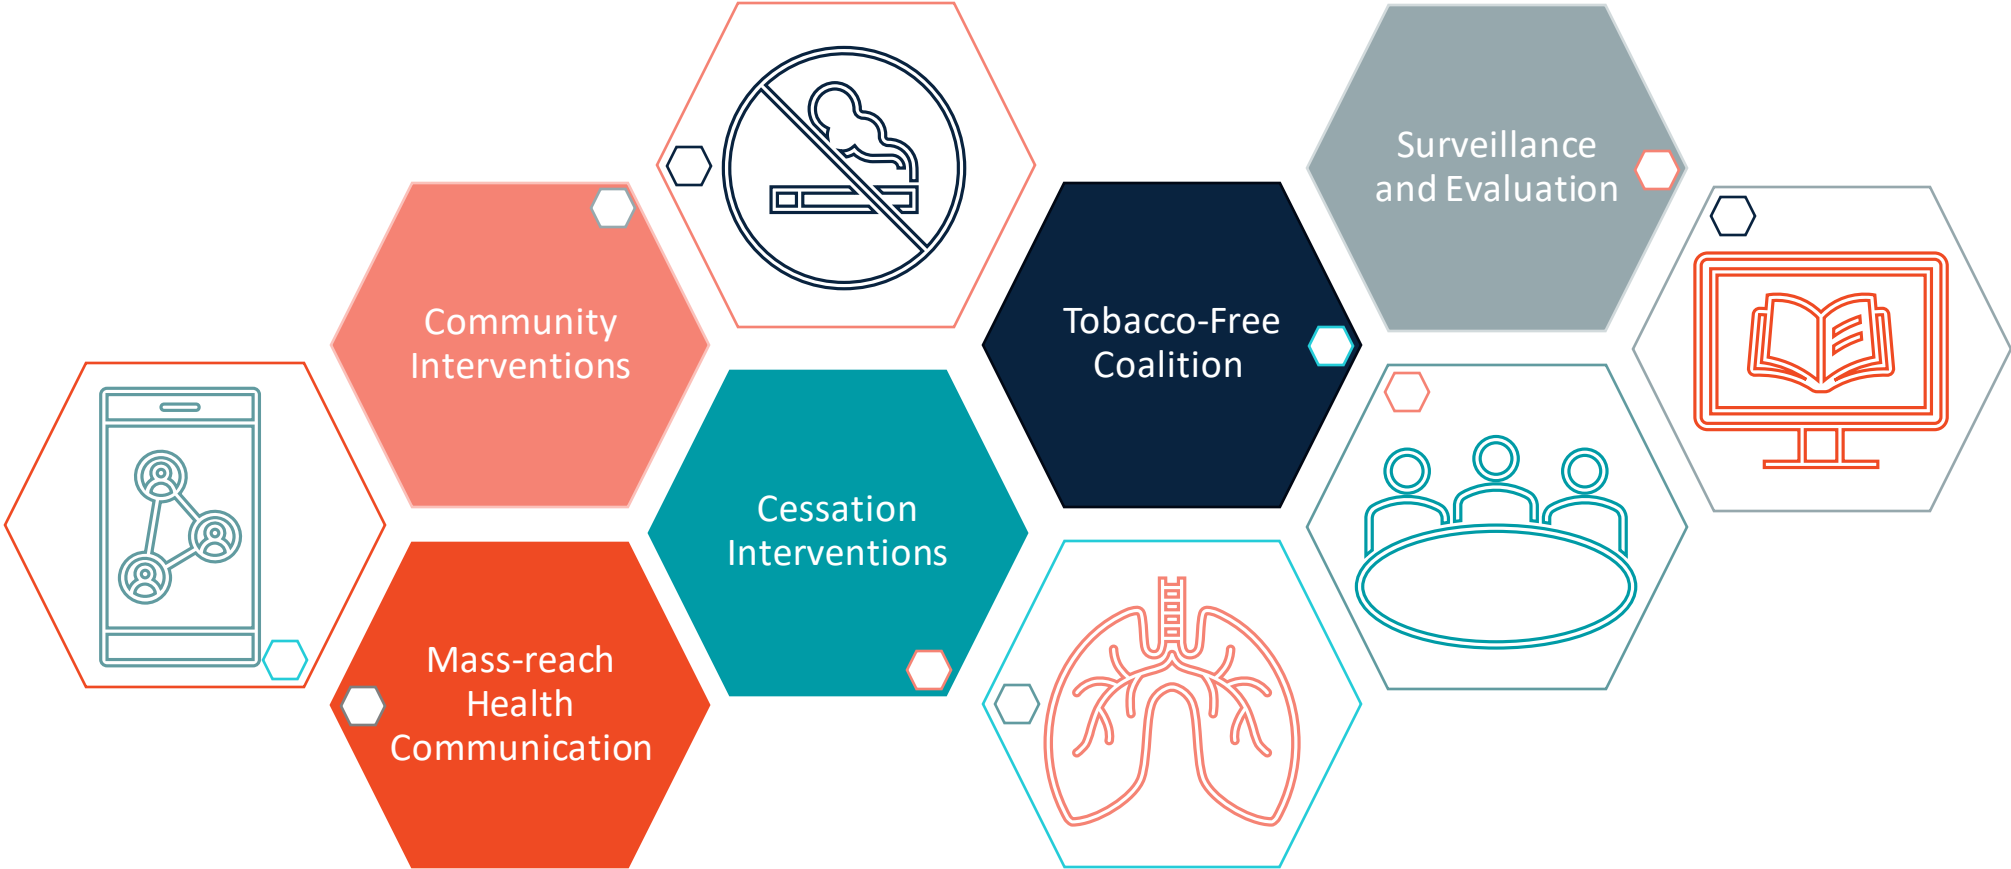 Community
Interventions
Mass-reach
Health
Communication
Cessation
Interventions
Tobacco-Free
Coalition
Surveillance
and Evaluation